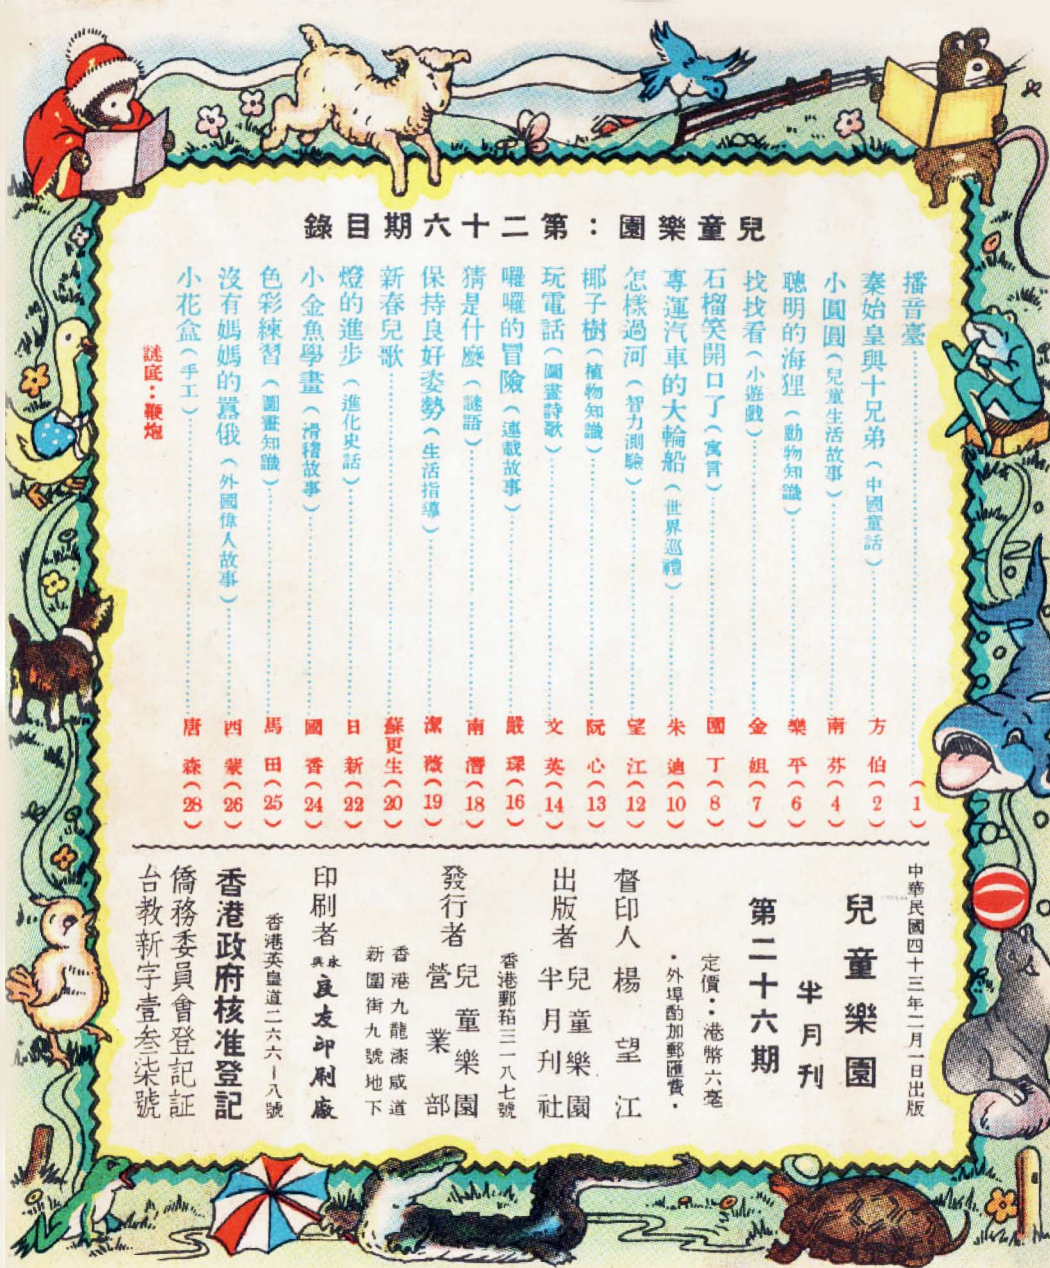 兒童樂園：第二十六期目錄
播音臺……(1)
秦始皇與十兄弟（中國童話）……方伯(2)
小圓圓（兒童生活故事）……南芬(4)
聰明的海狸（動物知識）……樂平(6)
找找看（小遊戲）……金姐(7)
石榴笑開口了（寓言）……國丁(8)
專運汽車的大輪船（世界巡禮）……朱迪(10)
怎樣過河（智力測驗）……望江(12)
椰子樹（植物知識）……阮心(13)
玩電話（圖畫詩歌）……文英(14)
囉囉的冒險（連載故事）……嚴琛(16)
猜是什麼（謎語）……南潛(18)
保持良好姿勢（生活指導）……潔薇(19)
新春兒歌……蘇更生(20)
燈的進步（進化史話）……日新(22)
小金魚學畫（滑稽故事）……國香(24)
色彩練習（圖畫知識）……馬田(25)
沒有媽媽的囂俄（外國偉人故事）……西蒙(26)
小花盒（手工）……唐森(28)
謎底：鞭炮
中華民國四十三年二月一日出版
兒童樂園
半月刊
第二十六期
定價：港幣六毫
・外埠酌加郵匯費・
督印人 楊望江
出版者 兒童樂園半月刊社
香港郵箱三一八七號
發行者 兒童樂園營業部
香港九龍漆咸道
新圍街九號地下
印刷者 永興良友印刷廠
香港英皇道二六六—八號
香港政府核准登記
僑務委員會登記証
台教新字壹叁柒號